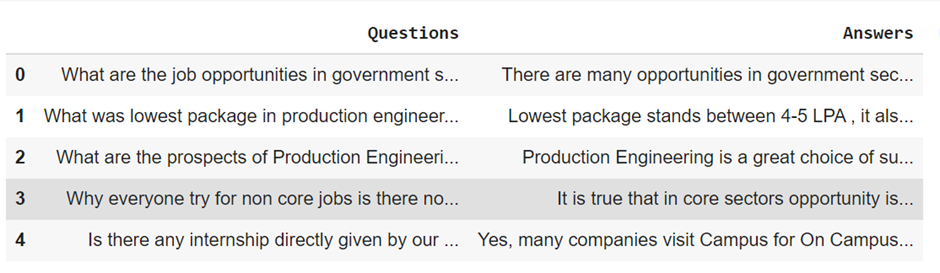 Questions Answers
0 What are the job opportunities in government s... There are many opportunities in government sec...
1 What was lowest package in production engineer... Lowest package stands between 4-5 LPA , it als...
2 What are the prospects of Production Engineeri... Production Engineering is a great choice of su...
3 Why everyone try for non core jobs is there no... It is true that in core sectors opportunity is...
4 Is there any internship directly given by our ... Yes, many companies visit Campus for On Campus...